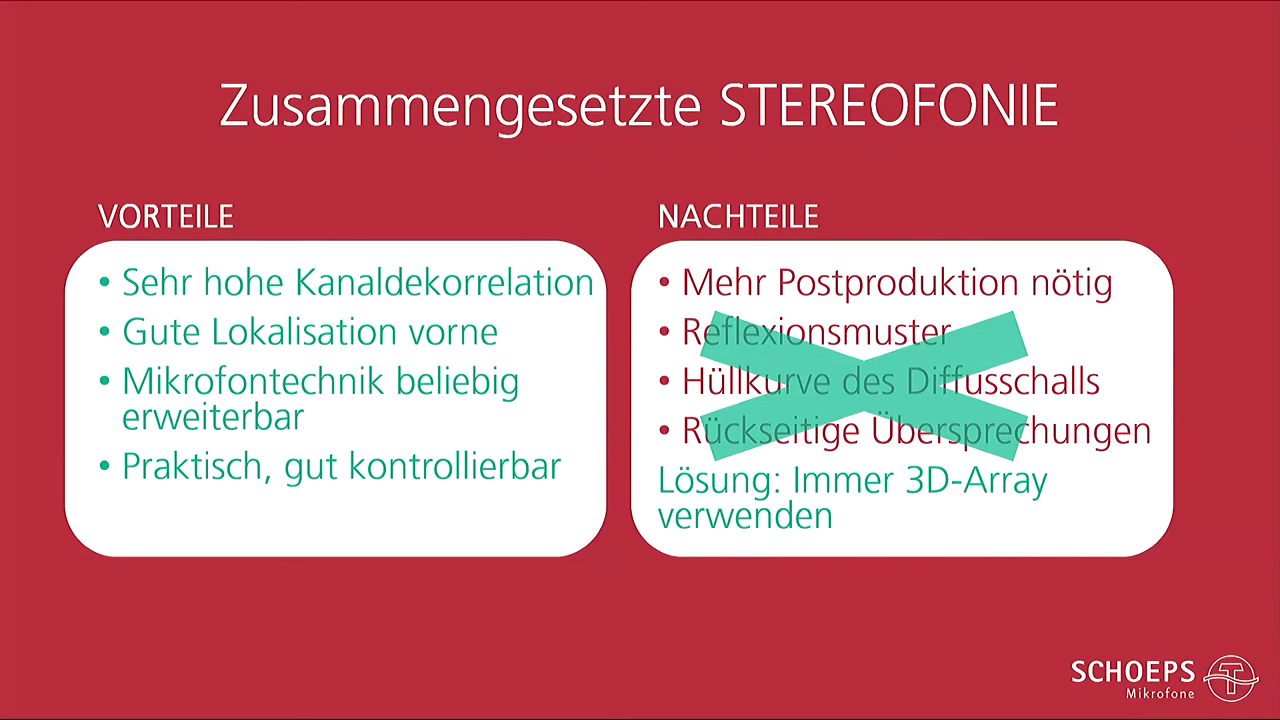 Zusammengesetzte STEREOFONIE
VORTEILE
• Sehr hohe Kanaldekorrelation
• Gute Lokalisation vorne
• Mikrofontechnik beliebig
erweiterbar
• Praktisch, gut kontrollierbar
NACHTEILE
• Mehr Postproduktion nötig
• Reflexionsmuster
• Hüllkurve des Diffusschalls
• Rückseitige Übersprechungen
Lösung: Immer 3D-Array
verwenden
SCHOEPS
Mikrofone